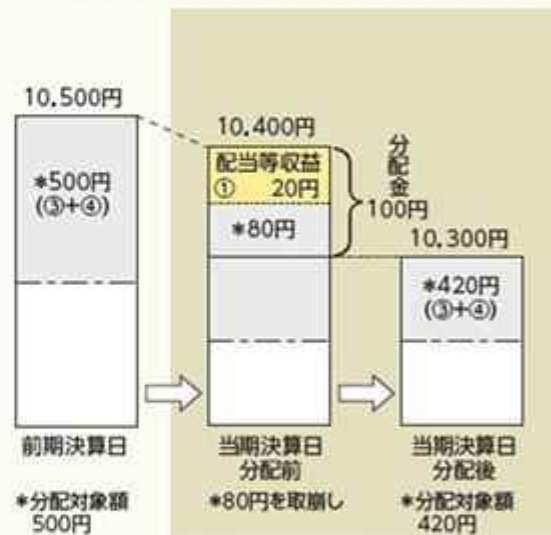 10,500円
*500円
(③+④)
前期決算日
*分配対象額
500円
10,400円
配当等収益
① 20円
*80円
分配金
100円
当期決算日
分配前
*80円を取崩し
10,300円
*420円
(③+④)
当期決算日
分配後
*分配対象額
420円